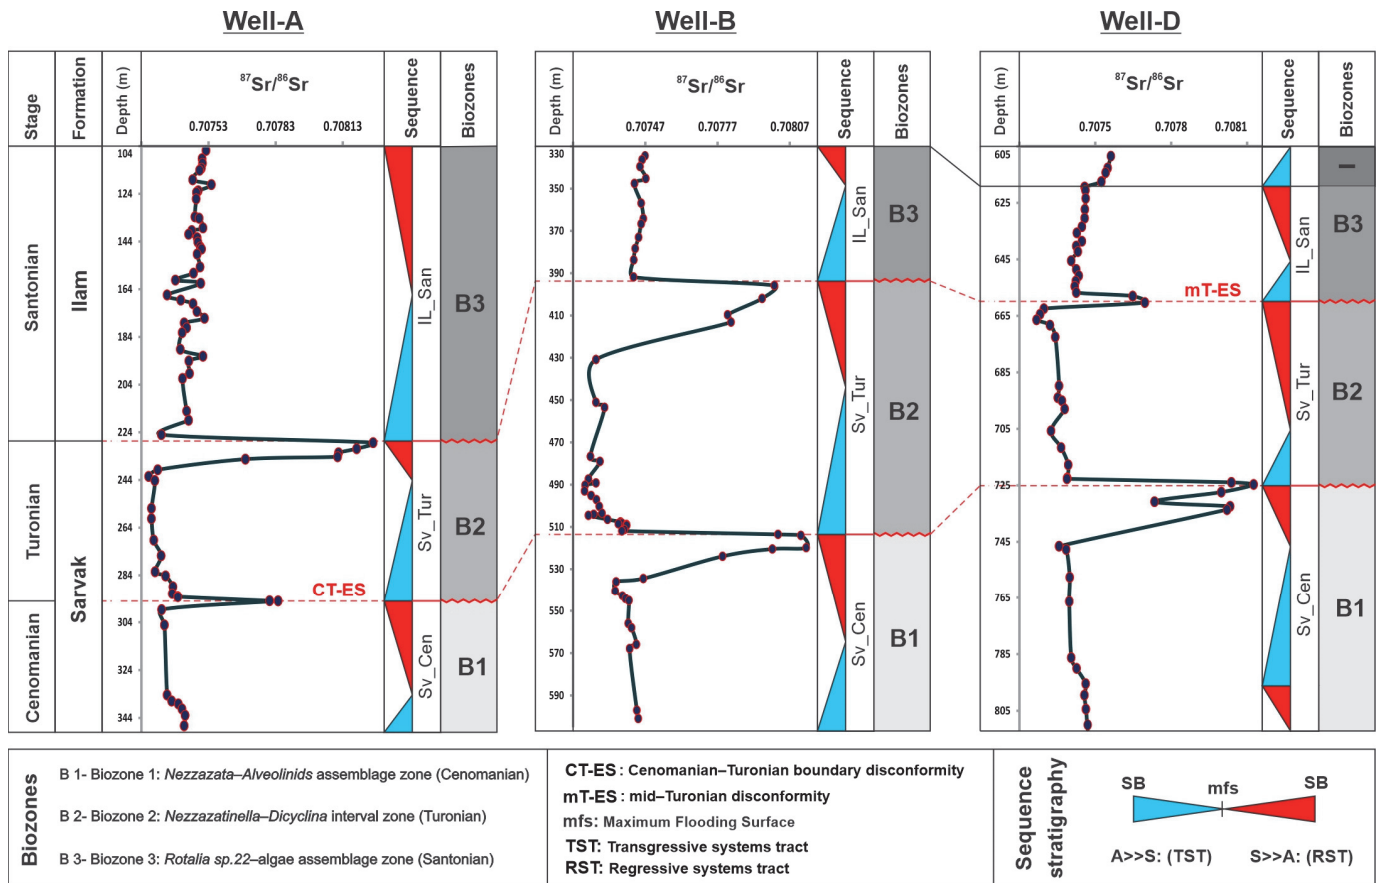 Well-A
Well-B
Well-D
Stage
Formation
Depth (m)
87Sr/86Sr
0.70753 0.70783 0.70813
Sequence
Biozones
Depth (m)
87Sr/86Sr
0.70747 0.70777 0.70807
Sequence
Biozones
Depth (m)
87Sr/86Sr
0.7075 0.7078 0.7081
Sequence
Biozones
Santonian
Turonian
Cenomanian
Ilam
Sarvak
104
124
144
164
184
204
224
244
264
284
304
324
344
CT-ES
IL_San
Sv_Tur
Sv_Cen
B3
B2
B1
330
350
370
390
410
430
450
470
490
510
530
550
570
590
IL_San
Sv_Tur
Sv_Cen
B3
B2
B1
605
625
645
665
685
705
725
745
765
785
805
mT-ES
IL_San
Sv_Tur
Sv_Cen
B3
B2
B1
Biozones
B 1- Biozone 1: Nezzazata–Alveolinids assemblage zone (Cenomanian)
B 2- Biozone 2: Nezzazatinella–Dicyclina interval zone (Turonian)
B 3- Biozone 3: Rotalia sp.22–algae assemblage zone (Santonian)
CT-ES : Cenomanian–Turonian boundary disconformity
mT-ES: mid–Turonian disconformity
mfs: Maximum Flooding Surface
TST: Transgressive systems tract
RST: Regressive systems tract
Sequence
stratigraphy
SB mfs SB
A>>S: (TST) S>>A: (RST)